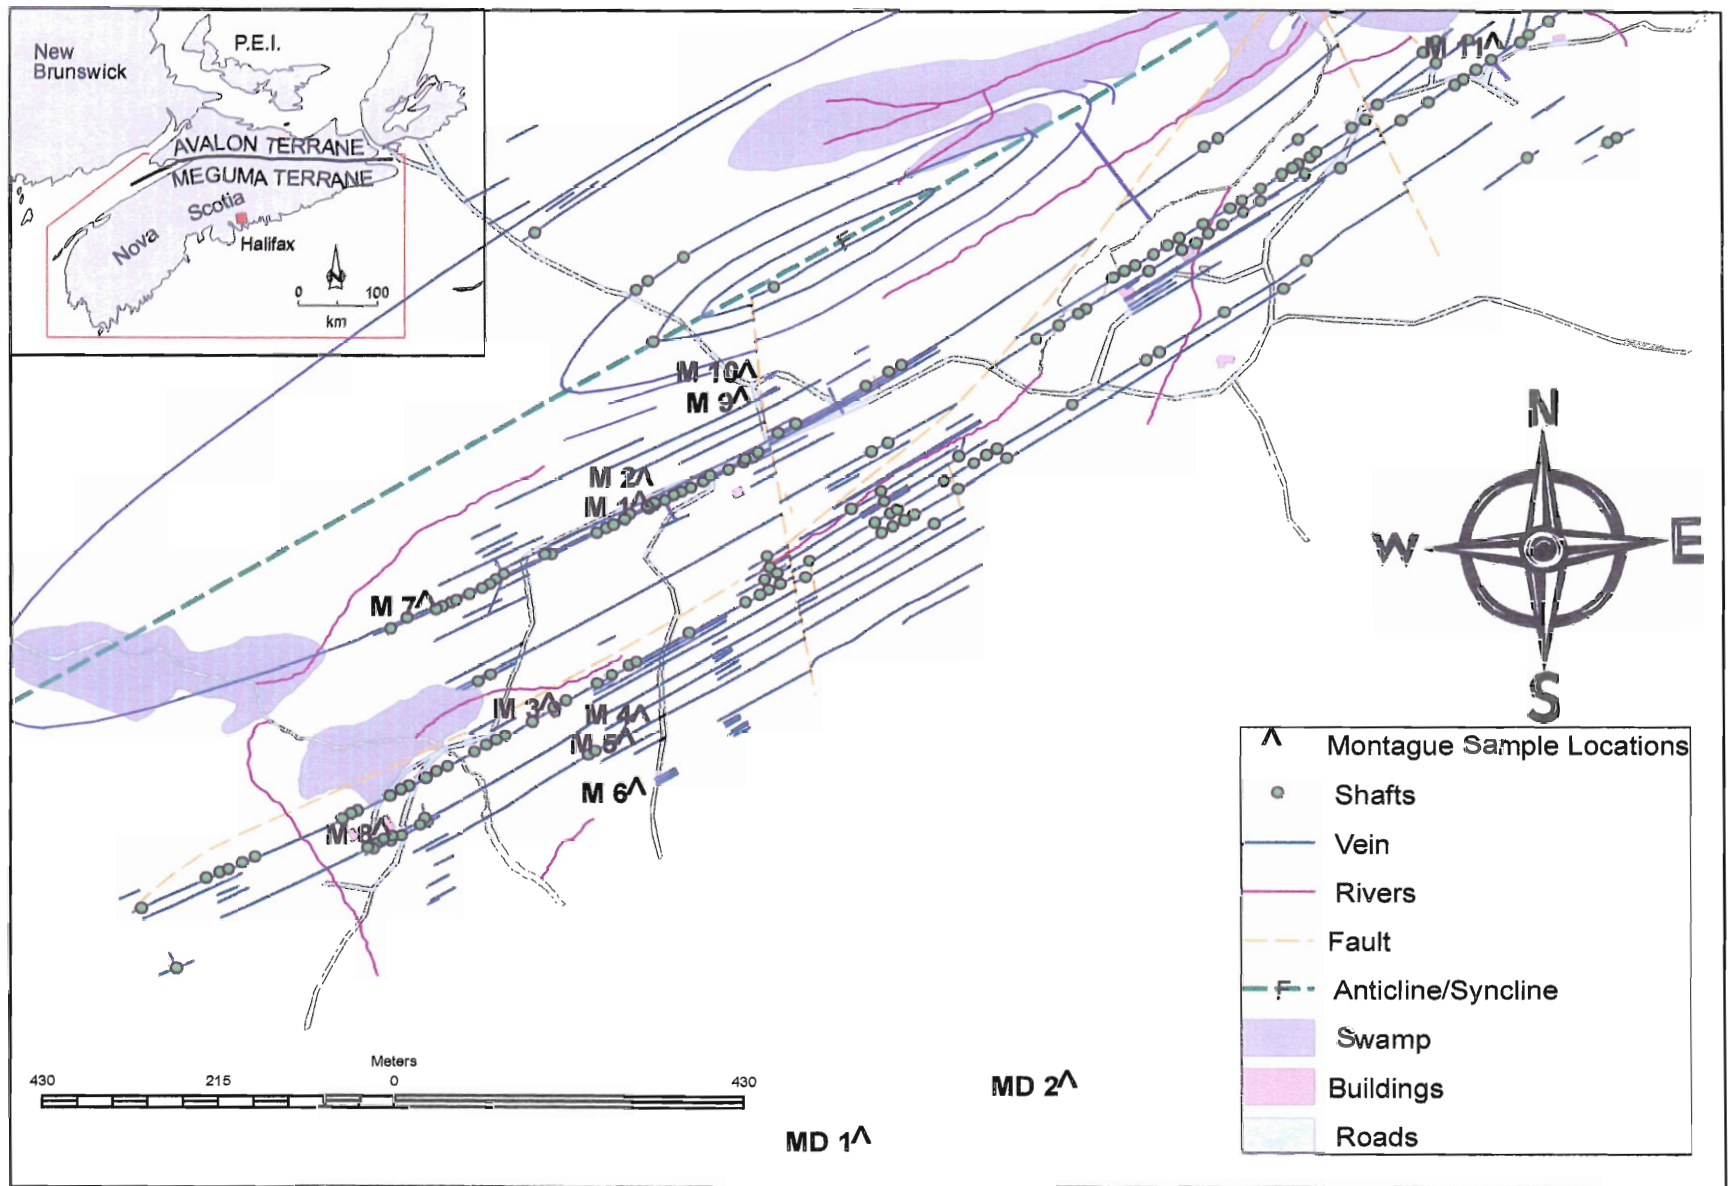 New
Brunswick
P.E.I.
AVALON TERRANE
MEGUMA TERRANE
Nova
Scotia
Halifax
N
0 100
km
M 11
M 10
M 9
M 2
M 1
M 7
M 3
M 4
M 5
M 6
M 8
F
N
W E
S
Montague Sample Locations
Shafts
Vein
Rivers
Fault
F Anticline/Syncline
Swamp
Buildings
Roads
Meters
430 215 0 430
MD 2
MD 1